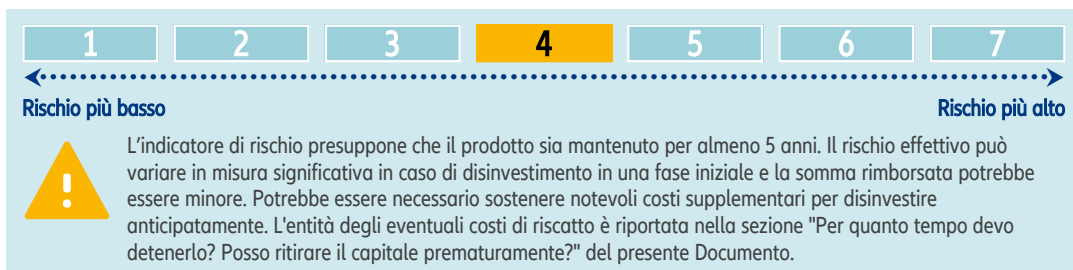 1 2 3 4 5 6 7
Rischio più basso Rischio più alto
L'indicatore di rischio presuppone che il prodotto sia mantenuto per almeno 5 anni. Il rischio effettivo può
variare in misura significativa in caso di disinvestimento in una fase iniziale e la somma rimborsata potrebbe
essere minore. Potrebbe essere necessario sostenere notevoli costi supplementari per disinvestire
anticipatamente. L'entità degli eventuali costi di riscatto è riportata nella sezione "Per quanto tempo devo
detenerlo? Posso ritirare il capitale prematuramente?" del presente Documento.